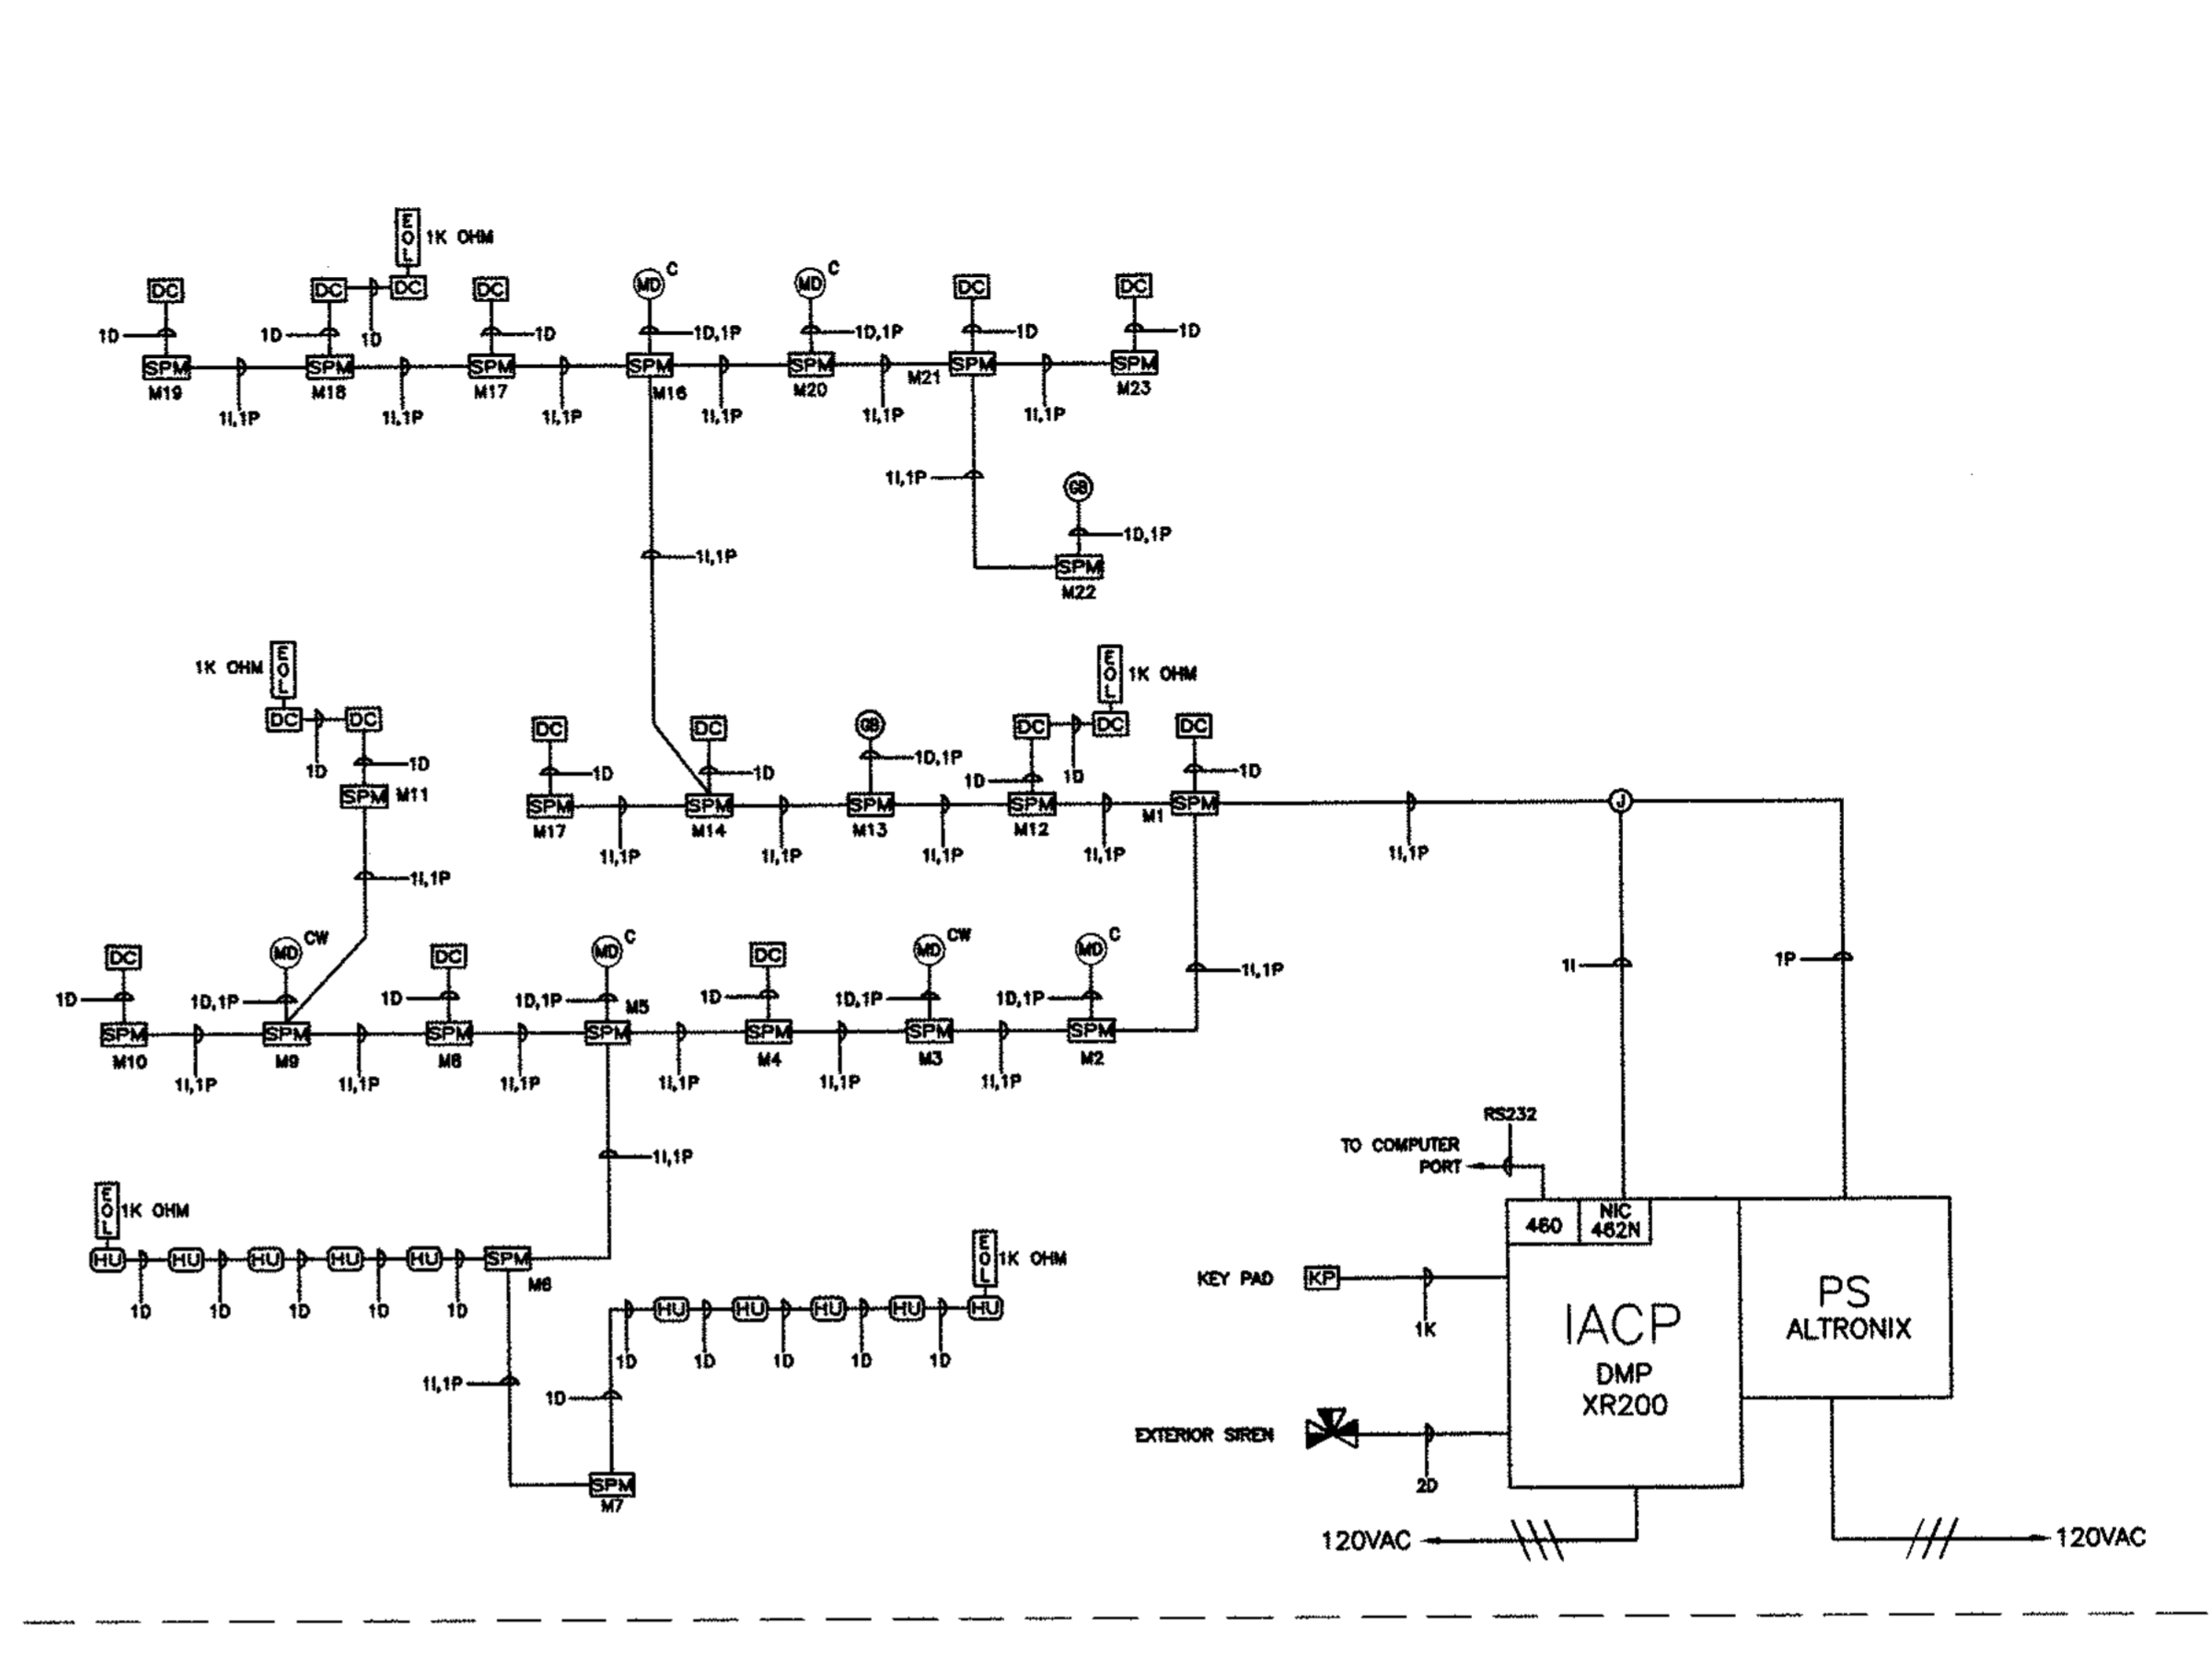 E
O
L
1K OHM
DC DC DC DC MD C MD C DC DC
1D 1D 1D 1D 1D,1P 1D,1P 1D 1D
SPM SPM SPM SPM SPM SPM SPM
M19 M18 M17 M16 M20 M21 M23
1I,1P 1I,1P 1I,1P 1I,1P 1I,1P 1I,1P
1I,1P GB
1D,1P
1I,1P SPM
M22
1K OHM E
O
L
E
O
L
1K OHM
DC DC DC DC GB DC DC DC
1D 1D 1D 1D 1D,1P 1D 1D 1D
SPM M11 SPM SPM SPM SPM SPM J
M17 M14 M13 M12 M1
1I,1P 1I,1P 1I,1P 1I,1P 1I,1P
1I,1P
DC MD CW DC MD C DC MD CW MD C
1I,1P 1I 1P
1D 1D,1P 1D 1D,1P M5 1D 1D,1P 1D,1P
SPM SPM SPM SPM SPM SPM SPM
M10 M9 M8 M4 M3 M2
1I,1P 1I,1P 1I,1P 1I,1P 1I,1P 1I,1P
RS232
TO COMPUTER
PORT
1I,1P
E
O
L
1K OHM
460 NIC
462N
HU HU HU HU HU SPM
M6
E
O
L
1K OHM
1D 1D 1D 1D 1D
HU HU HU HU HU
1D 1D 1D 1D 1D
1I,1P 1D
SPM
M7
KEY PAD KP
1K
IACP
DMP
XR200
PS
ALTRONIX
EXTERIOR SIREN
2D
120VAC 120VAC